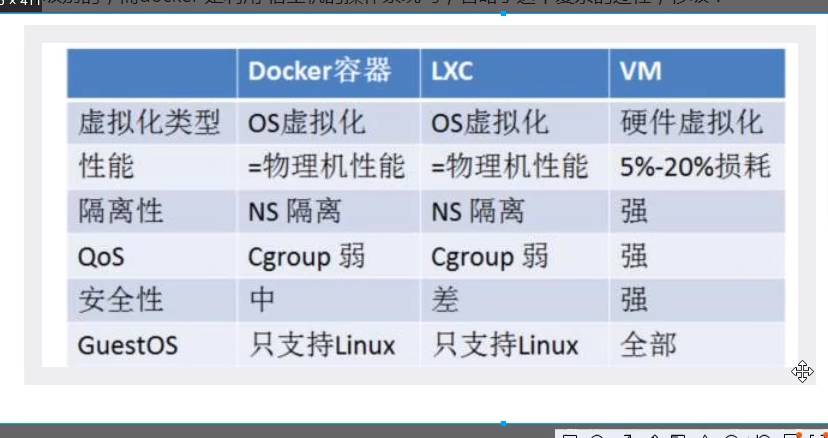 Docker容器 LXC VM
虚拟化类型 OS虚拟化 OS虚拟化 硬件虚拟化
性能 =物理机性能 =物理机性能 5%-20%损耗
隔离性 NS 隔离 NS 隔离 强
QoS Cgroup 弱 Cgroup 弱 强
安全性 中 差 强
GuestOS 只支持Linux 只支持Linux 全部